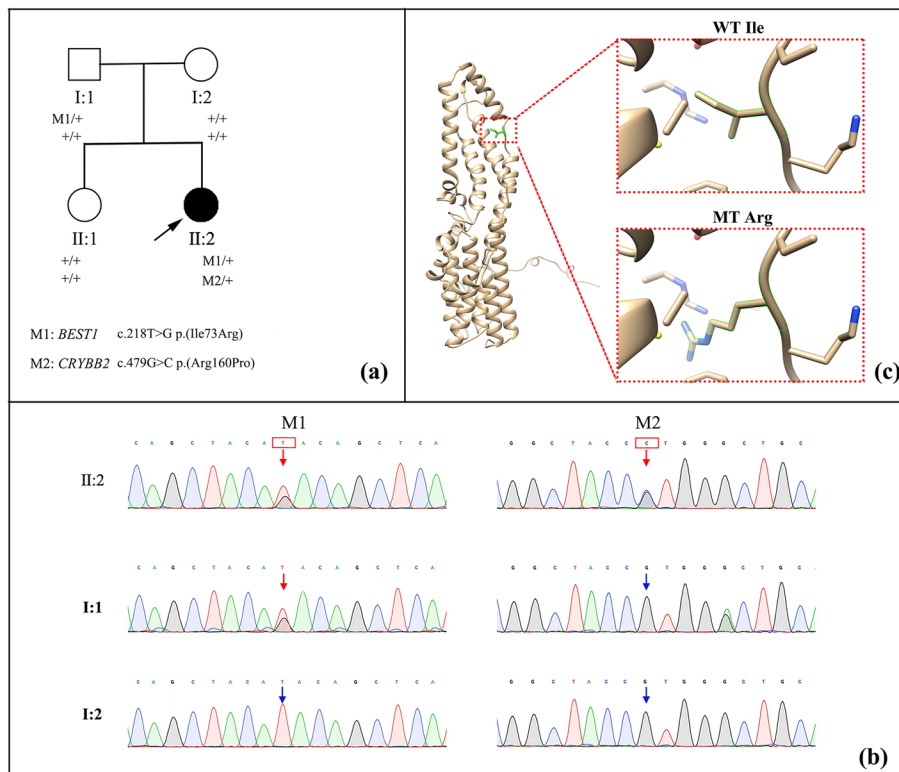 I:1 I:2
M1/+ +/+
+/+ +/+
II:1 II:2
+/+ M1/+
+/+ M2/+
M1: BEST1 c.218T>G p.(Ile73Arg)
M2: CRYBB2 c.479G>C p.(Arg160Pro)
(a)
WT Ile
MT Arg
(c)
M1 M2
C A G C T A C A T A C A G C T C A G G C T A C C C T G G G C T G C
II:2
C A G C T A C A T A C A G C T C A G G C T A C C G T G G G C T G C
I:1
C A G C T A C A T A C A G C T C A G G C T A C C G T G G G C T G C
I:2
(b)